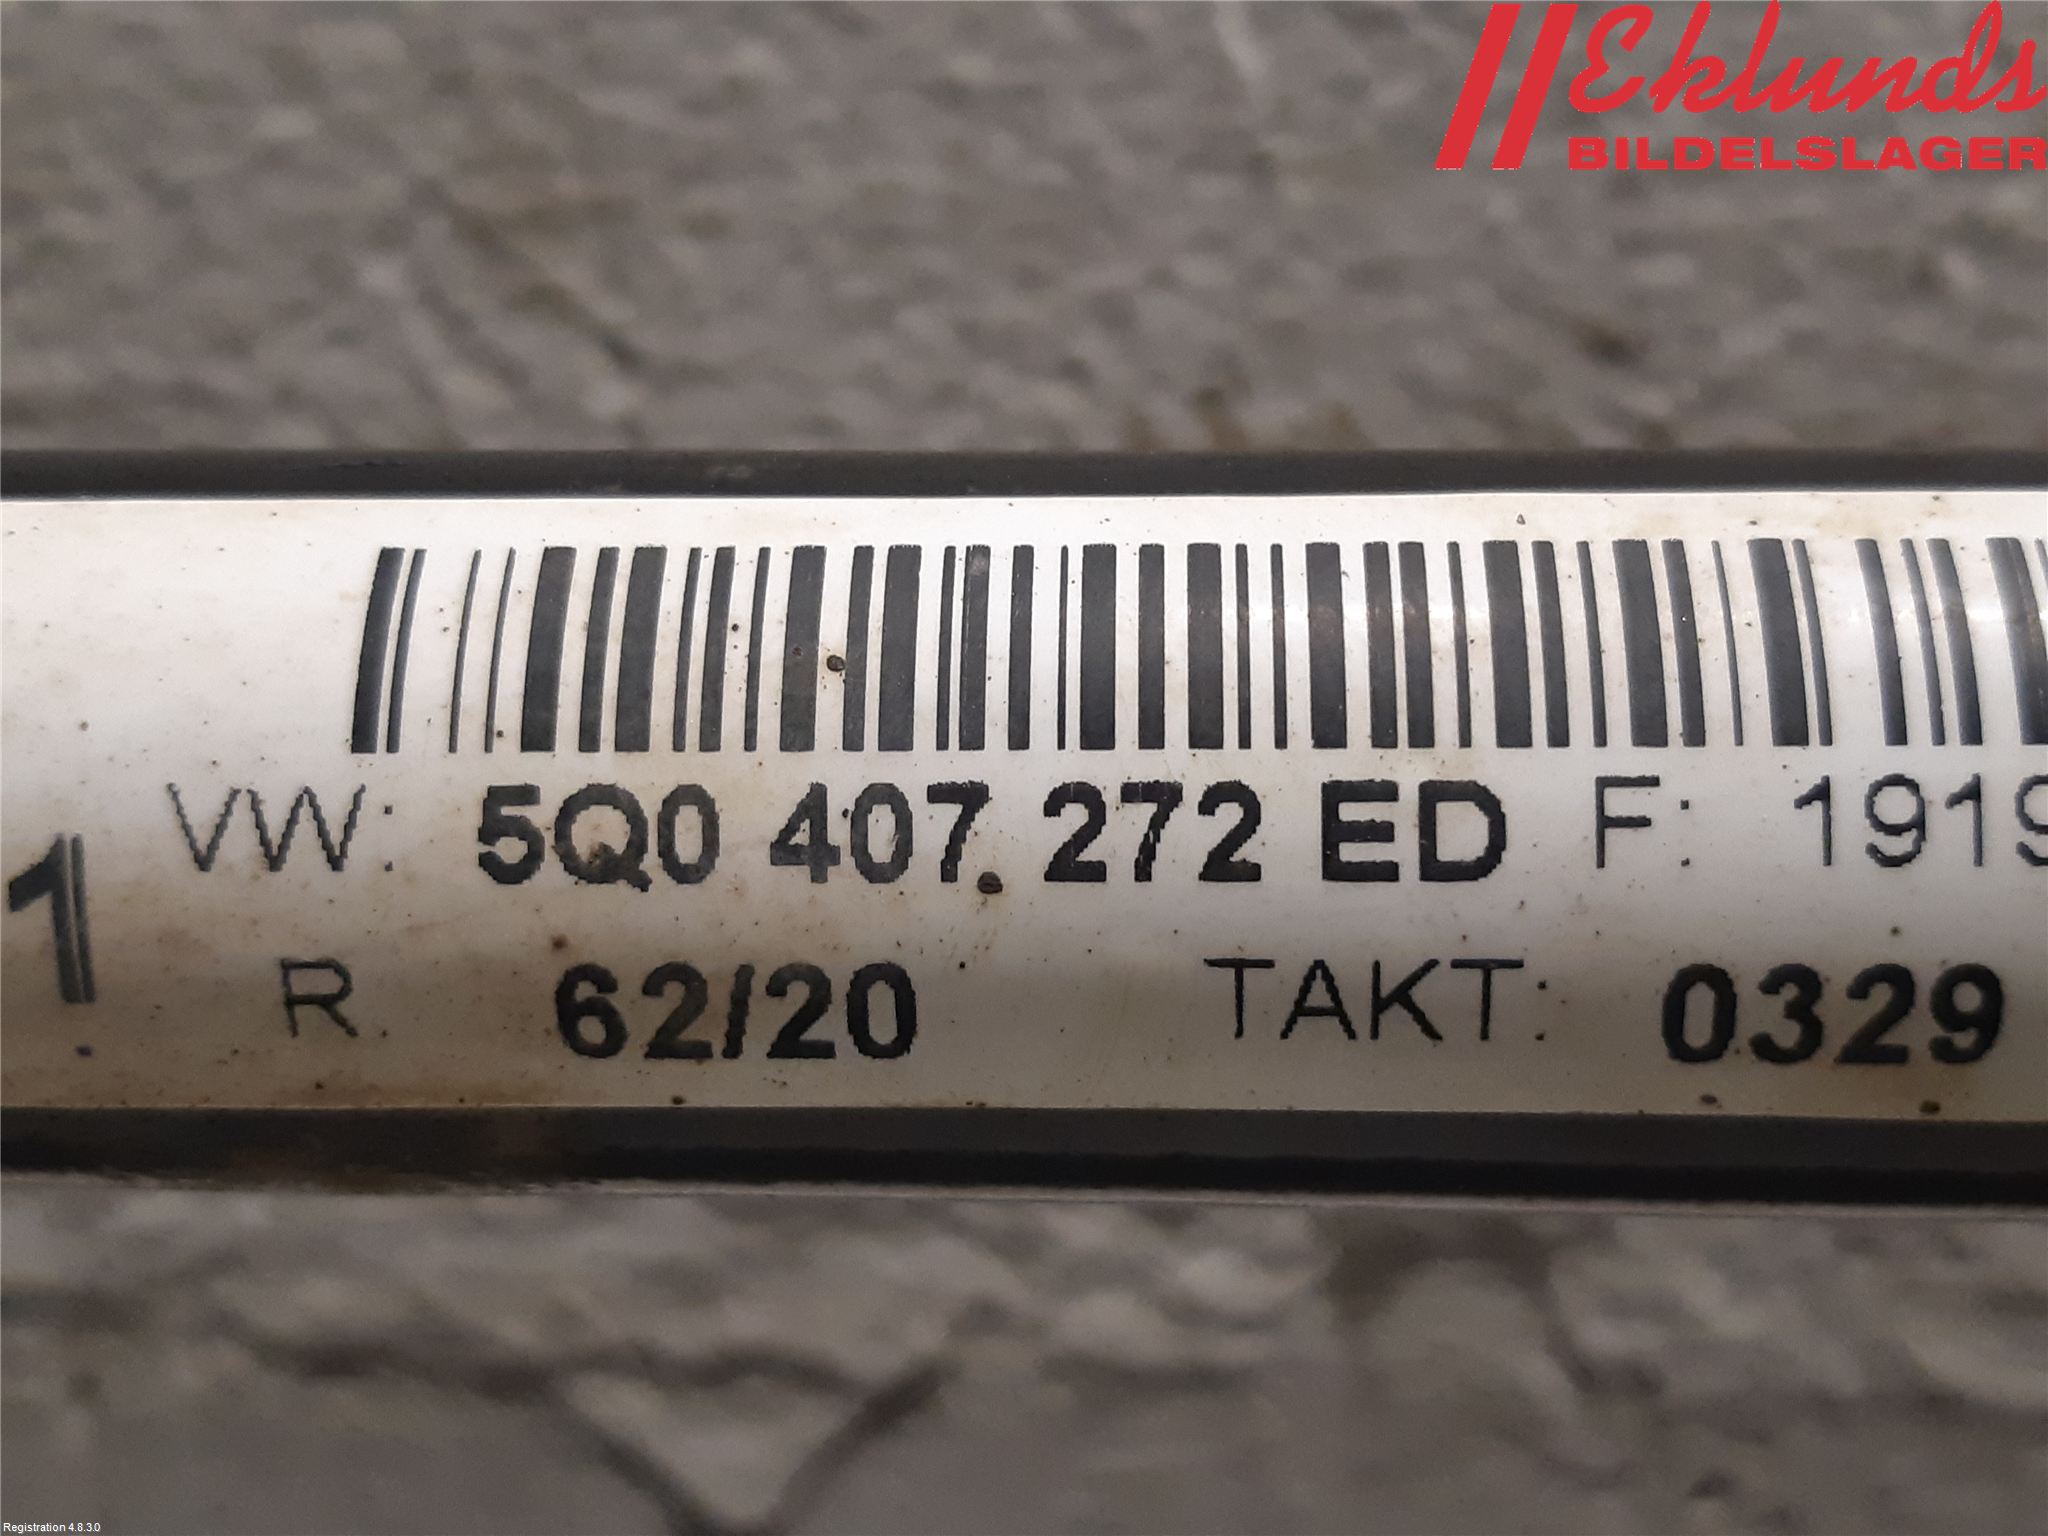 Eklunds
BILDELSLAGER
VW: 5Q0 407 272 ED F: 1919
1
R 62/20 TAKT: 0329
Registration 4.8.3.0